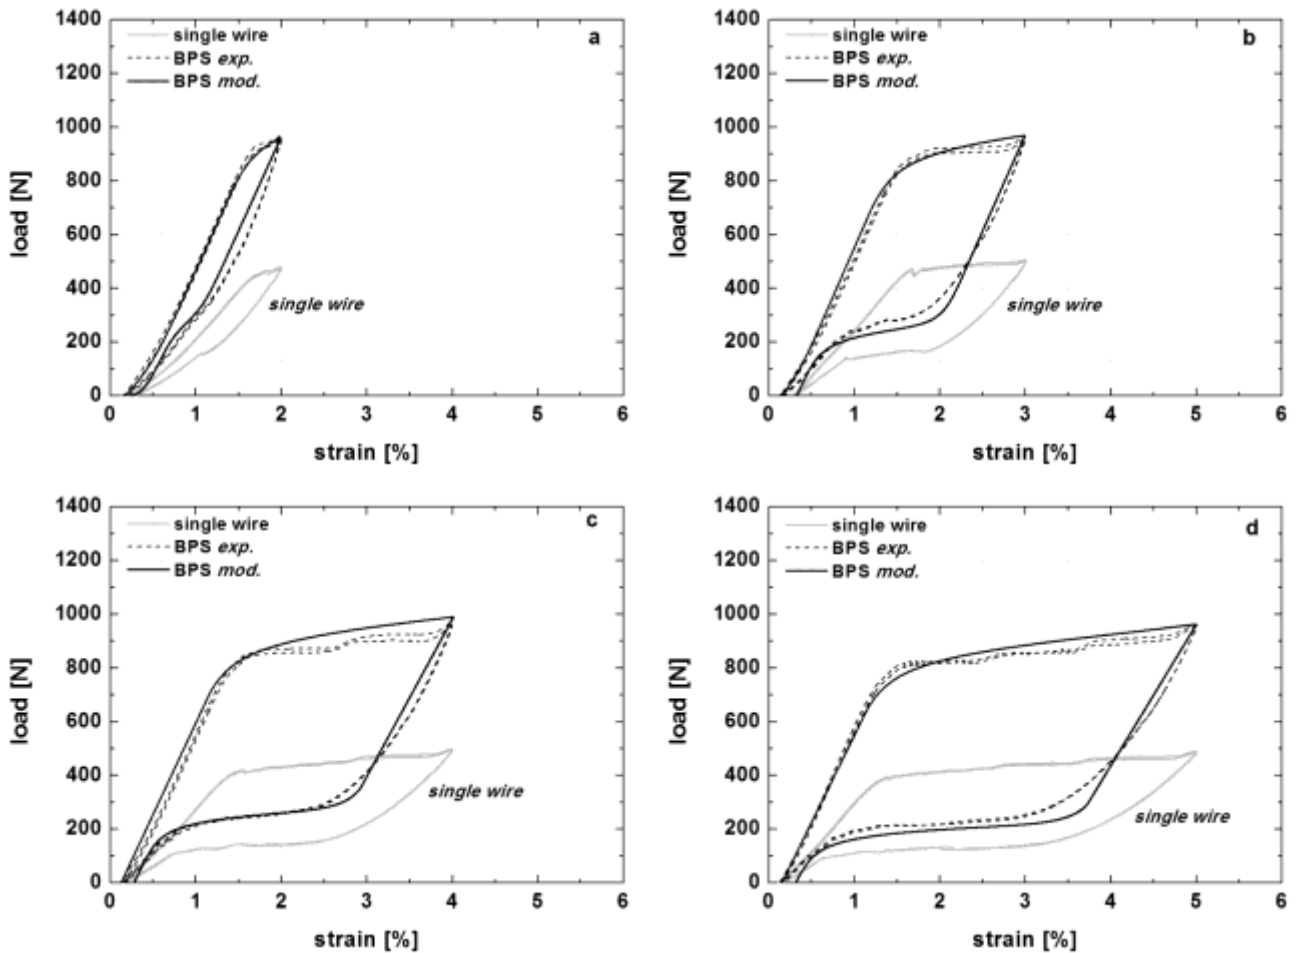 1400
1200
1000
800
600
400
200
0
load [N]
single wire
BPS exp.
BPS mod.
a
single wire
0 1 2 3 4 5 6
strain [%]
1400
1200
1000
800
600
400
200
0
load [N]
single wire
BPS exp.
BPS mod.
b
single wire
0 1 2 3 4 5 6
strain [%]
1400
1200
1000
800
600
400
200
0
load [N]
single wire
BPS exp.
BPS mod.
c
single wire
0 1 2 3 4 5 6
strain [%]
1400
1200
1000
800
600
400
200
0
load [N]
single wire
BPS exp.
BPS mod.
d
single wire
0 1 2 3 4 5 6
strain [%]